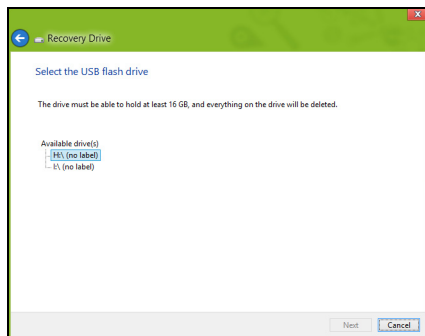 Recovery Drive
Select the USB flash drive
The drive must be able to hold at least 16 GB, and everything on the drive will be deleted.
Available drive(s)
H:\ (no label)
I:\ (no label)
Next
Cancel